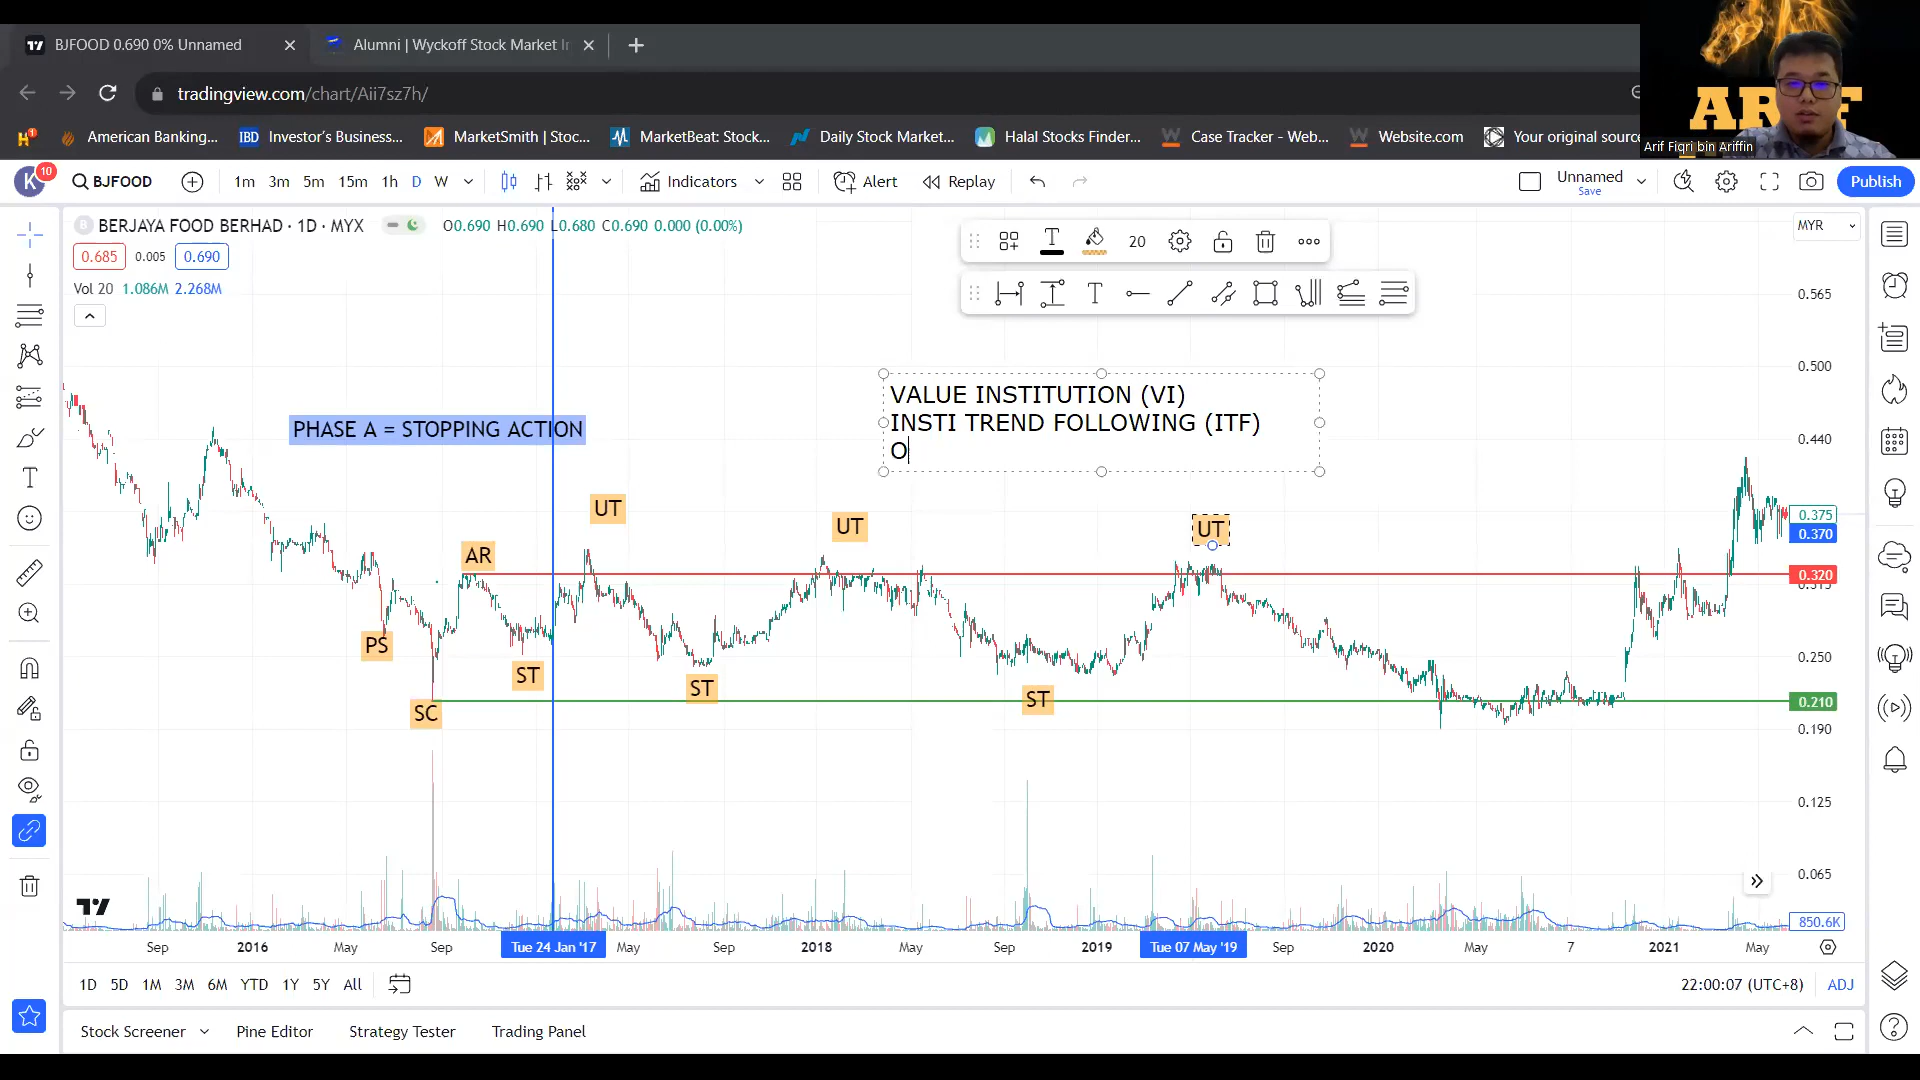 BJFOOD 0.690 0% Unnamed
Alumni | Wyckoff Stock Market In
tradingview.com/chart/Aii7sz7h/
American Banking...
IBD Investor's Business...
MarketSmith | Stoc...
MarketBeat: Stock...
Daily Stock Market...
Halal Stocks Finder...
Case Tracker - Web...
Website.com
Your original source
Arif Fiqri bin Ariffin
K 10
BJFOOD
1m 3m 5m 15m 1h D W
Indicators
Alert
Replay
Unnamed
Save
Publish
BERJAYA FOOD BERHAD · 1D · MYX
O0.690 H0.690 L0.680 C0.690 0.000 (0.00%)
0.685 0.005 0.690
Vol 20 1.086M 2.268M
20
MYR
VALUE INSTITUTION (VI)
INSTI TREND FOLLOWING (ITF)
O
PHASE A = STOPPING ACTION
UT
UT
UT
AR
PS
ST
SC
ST
ST
0.565
0.500
0.440
0.375
0.370
0.320
0.315
0.250
0.210
0.190
0.125
0.065
850.6K
Sep 2016 May Sep Tue 24 Jan '17 May Sep 2018 May Sep 2019 Tue 07 May '19 Sep 2020 May 7 2021 May
1D 5D 1M 3M 6M YTD 1Y 5Y All
22:00:07 (UTC+8) ADJ
Stock Screener Pine Editor Strategy Tester Trading Panel